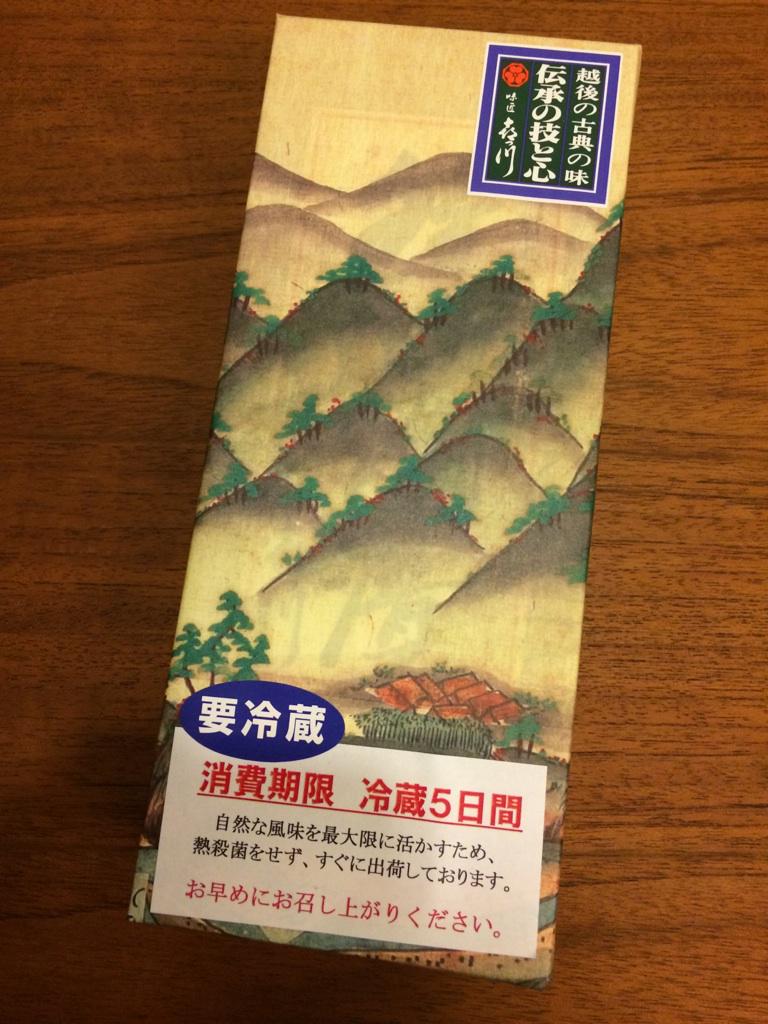 越後の古典の味
伝承の技と心
味匠 喜っ川
要冷蔵
消費期限 冷蔵5日間
自然な風味を最大限に活かすため、
熱殺菌をせず、すぐに出荷しております。
お早めにお召し上がりください。